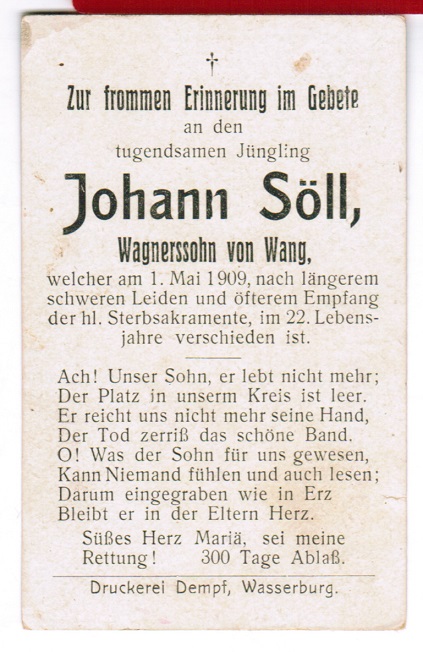 †
Zur frommen Erinnerung im Gebete
an den
tugendsamen Jüngling
Johann Söll,
Wagnerssohn von Wang,
welcher am 1. Mai 1909, nach längerem
schweren Leiden und öfterem Empfang
der hl. Sterbsakramente, im 22. Lebens-
jahre verschieden ist.
Ach! Unser Sohn, er lebt nicht mehr;
Der Platz in unserm Kreis ist leer.
Er reicht uns nicht mehr seine Hand,
Der Tod zerriß das schöne Band.
O! Was der Sohn für uns gewesen,
Kann Niemand fühlen und auch lesen;
Darum eingegraben wie in Erz
Bleibt er in der Eltern Herz.
Süßes Herz Mariä, sei meine
Rettung! 300 Tage Ablaß.
Druckerei Dempf, Wasserburg.